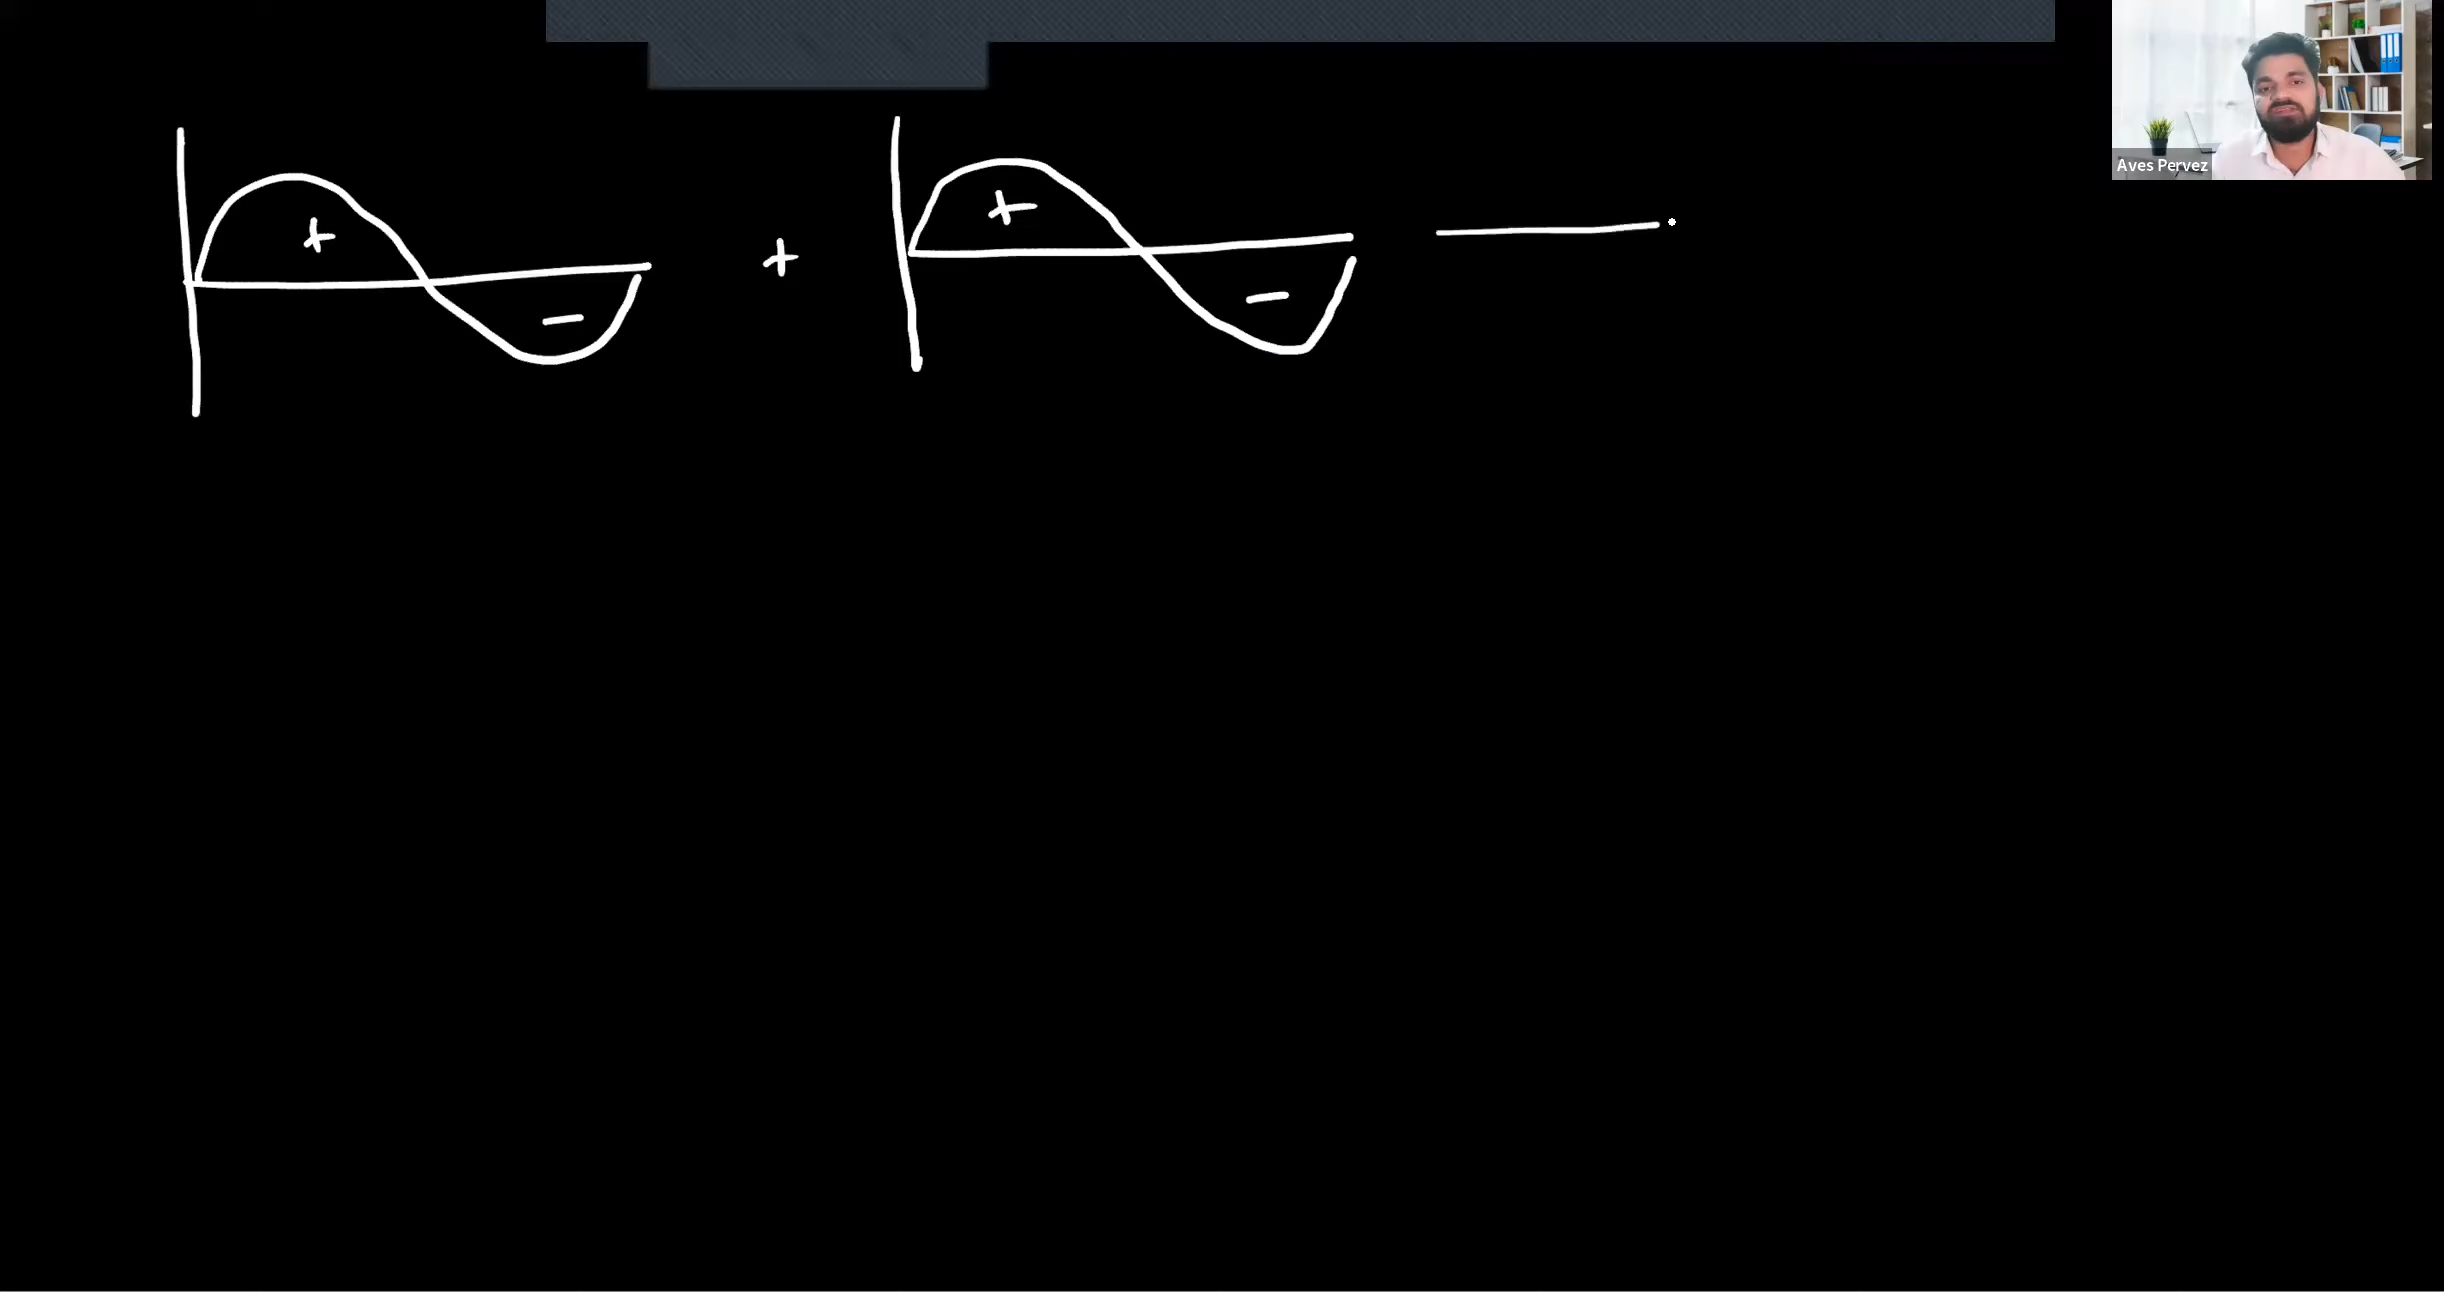 + + +
- -
Aves Pervez